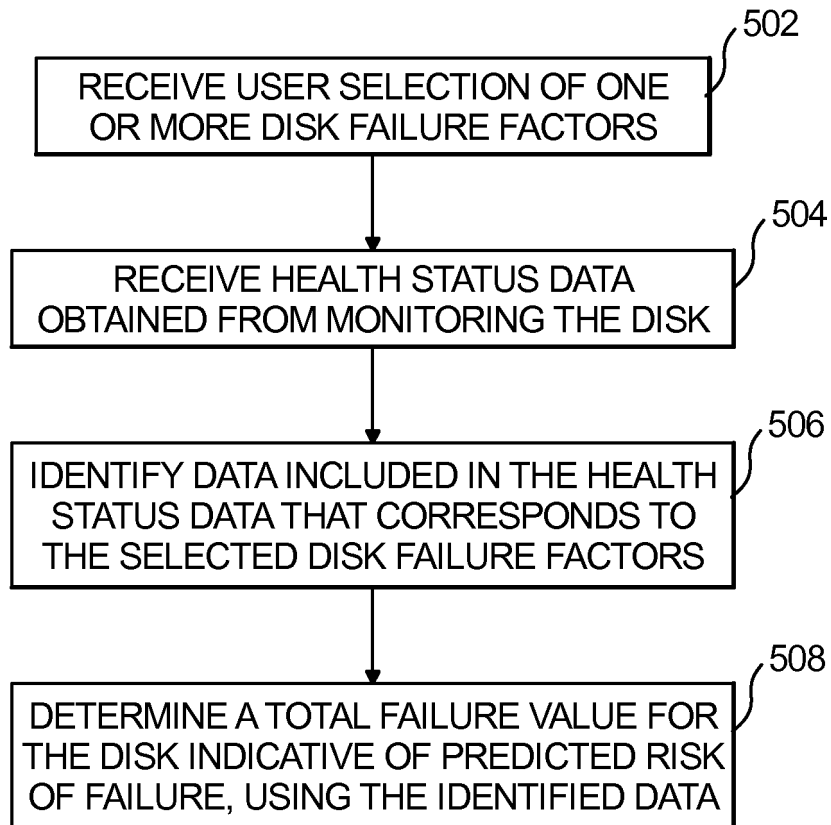 502
RECEIVE USER SELECTION OF ONE
OR MORE DISK FAILURE FACTORS
504
RECEIVE HEALTH STATUS DATA
OBTAINED FROM MONITORING THE DISK
506
IDENTIFY DATA INCLUDED IN THE HEALTH
STATUS DATA THAT CORRESPONDS TO
THE SELECTED DISK FAILURE FACTORS
508
DETERMINE A TOTAL FAILURE VALUE FOR
THE DISK INDICATIVE OF PREDICTED RISK
OF FAILURE, USING THE IDENTIFIED DATA